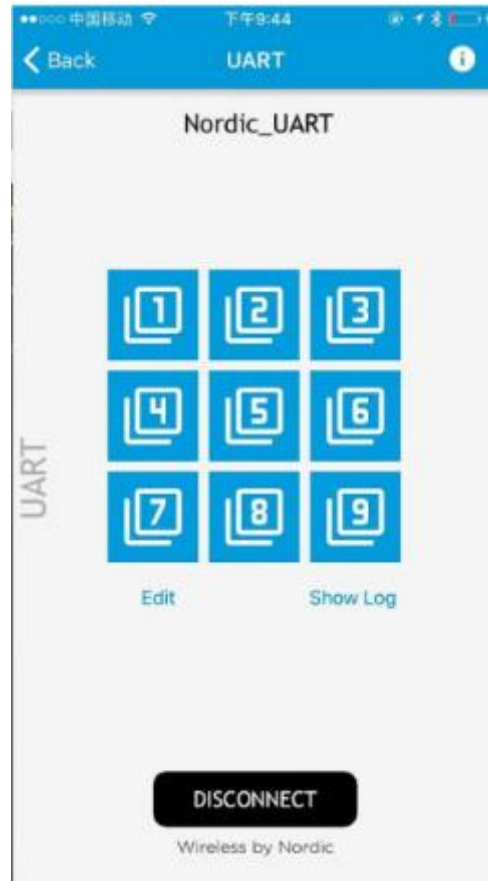 中国移动 下午9:44
Back UART
Nordic_UART
1 2 3
4 5 6
7 8 9
UART
Edit Show Log
DISCONNECT
Wireless by Nordic